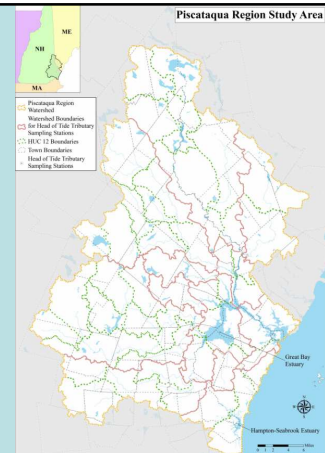 Piscataqua Region Study Area
ME
NH
MA
Piscataqua Region
Watershed
Watershed Boundaries
for Head of Tide Tributary
Sampling Stations
HUC 12 Boundaries
Town Boundaries
Head of Tide Tributary
Sampling Stations
Great Bay
Estuary
Hampton-Seabrook Estuary
Miles